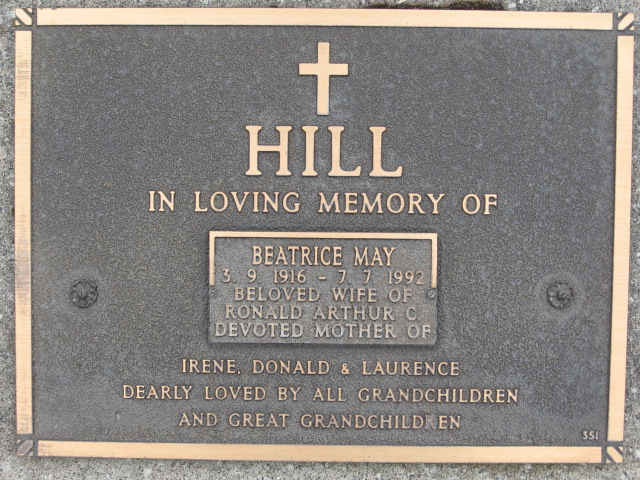 HILL
IN LOVING MEMORY OF
BEATRICE MAY
3. 9. 1916 - 7. 7. 1992
BELOVED WIFE OF
RONALD ARTHUR C.
DEVOTED MOTHER OF
IRENE, DONALD & LAURENCE
DEARLY LOVED BY ALL GRANDCHILDREN
AND GREAT GRANDCHILDREN
351